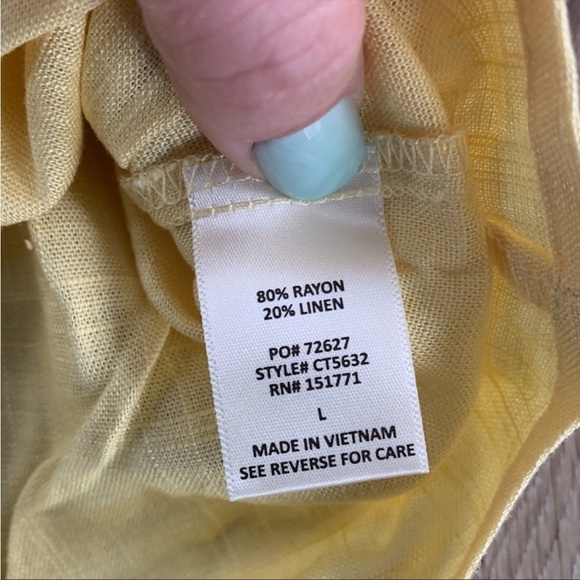 80% RAYON
20% LINEN
PO# 72627
STYLE# CT5632
RN# 151771
L
MADE IN VIETNAM
SEE REVERSE FOR CARE